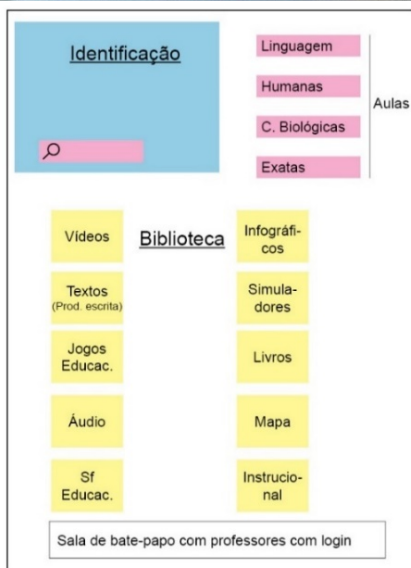 Identificação
Linguagem
Humanas
C. Biológicas
Exatas
Aulas
Biblioteca
Vídeos
Infográfi-
cos
Textos
(Prod. escrita)
Simula-
dores
Jogos
Educac.
Livros
Áudio
Mapa
Sf
Educac.
Instrucio-
nal
Sala de bate-papo com professores com login